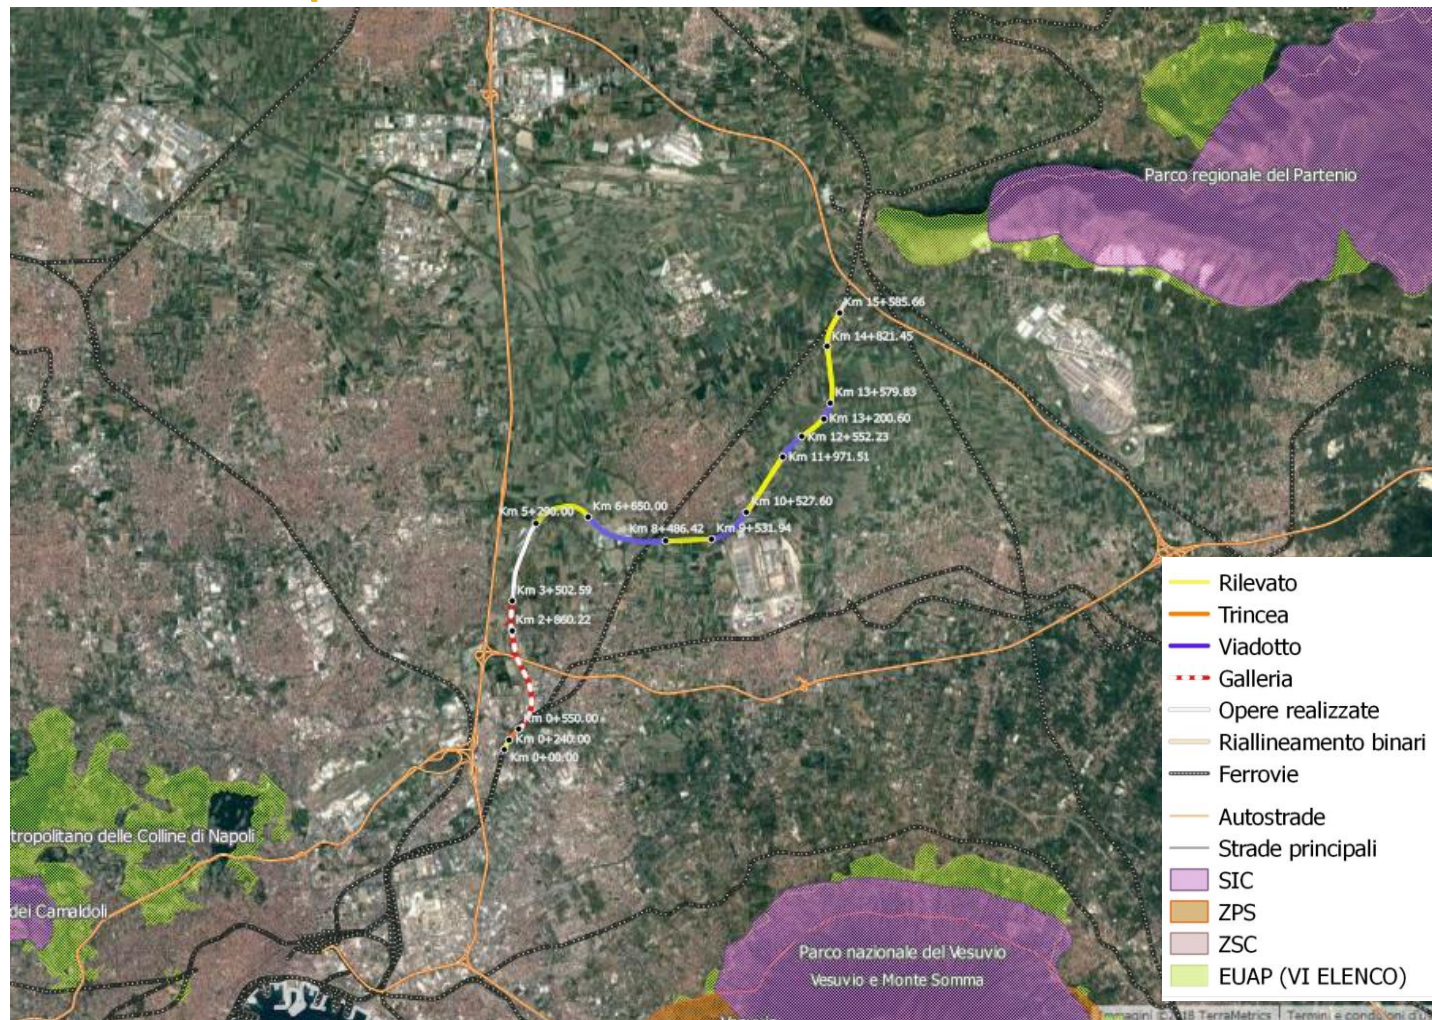 Parco regionale del Partenio
Km 15+585.66
Km 14+821.45
Km 13+579.83
Km 13+200.60
Km 12+552.23
Km 11+971.51
Km 10+527.60
Km 6+650.00
Km 5+290.00
Km 8+486.42
Km 9+531.94
Km 3+502.59
Km 2+860.22
Km 0+550.00
Km 0+240.00
Km 0+00.00
Rilevato
Trincea
Viadotto
Galleria
Opere realizzate
Riallineamento binari
Ferrovie
Autostrade
Strade principali
SIC
ZPS
ZSC
EUAP (VI ELENCO)
tropolitano delle Colline di Napoli
dei Camaldoli
Parco nazionale del Vesuvio
Vesuvio e Monte Somma
TerraMetrics